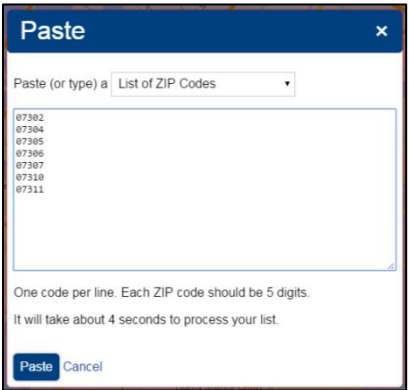 Paste ×
Paste (or type) a List of ZIP Codes
07302
07304
07305
07306
07307
07310
07311
One code per line. Each ZIP code should be 5 digits.
It will take about 4 seconds to process your list.
Paste Cancel